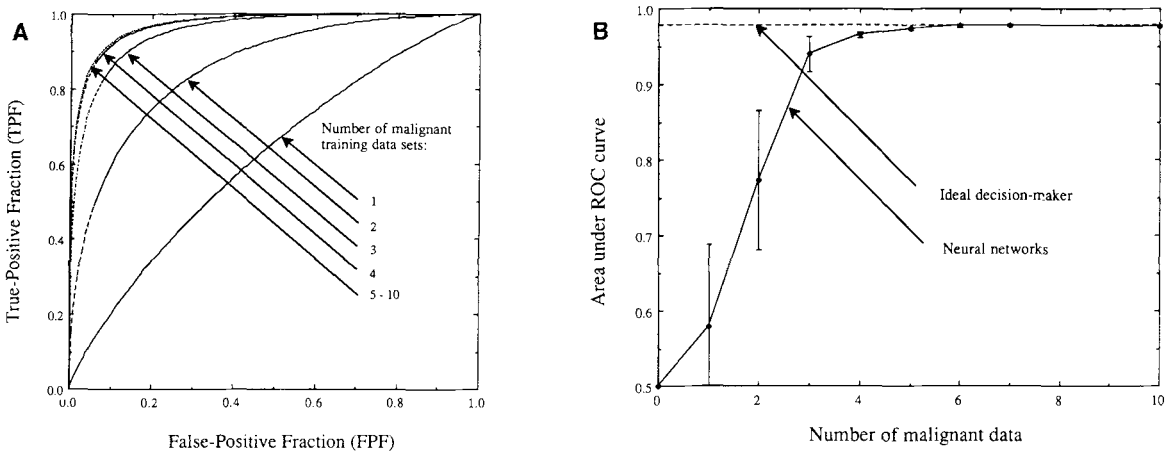 A
True-Positive Fraction (TPF)
1.0
0.8
0.6
0.4
0.2
0.0
0.0
0.2
0.4
0.6
0.8
1.0
False-Positive Fraction (FPF)
Number of malignant
training data sets:
1
2
3
4
5 - 10
B
Area under ROC curve
1.0
0.9
0.8
0.7
0.6
0.5
0
2
4
6
8
10
Number of malignant data
Ideal decision-maker
Neural networks